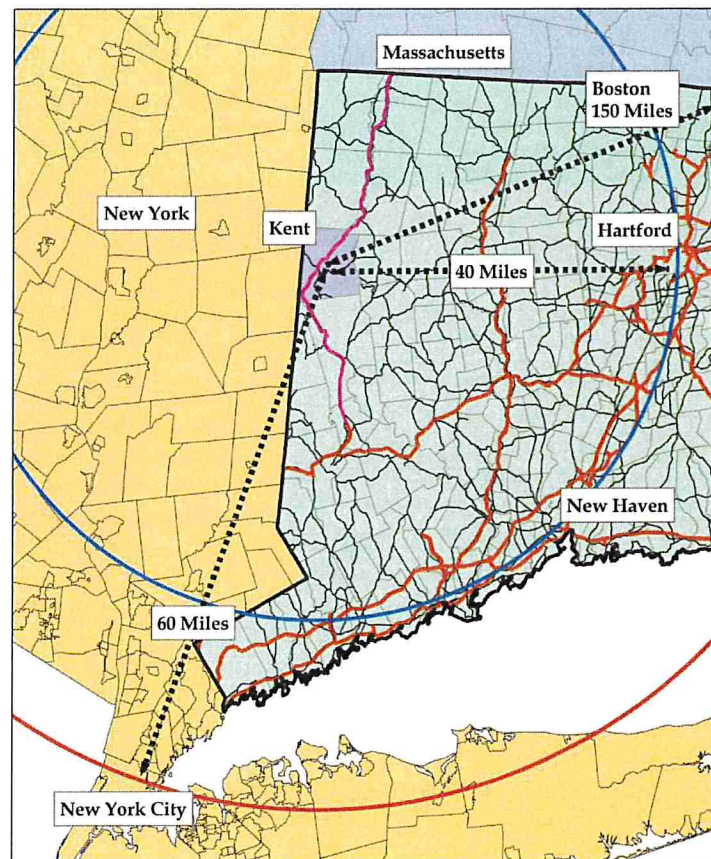 Massachusetts
Boston
150 Miles
New York
Kent
Hartford
40 Miles
New Haven
60 Miles
New York City